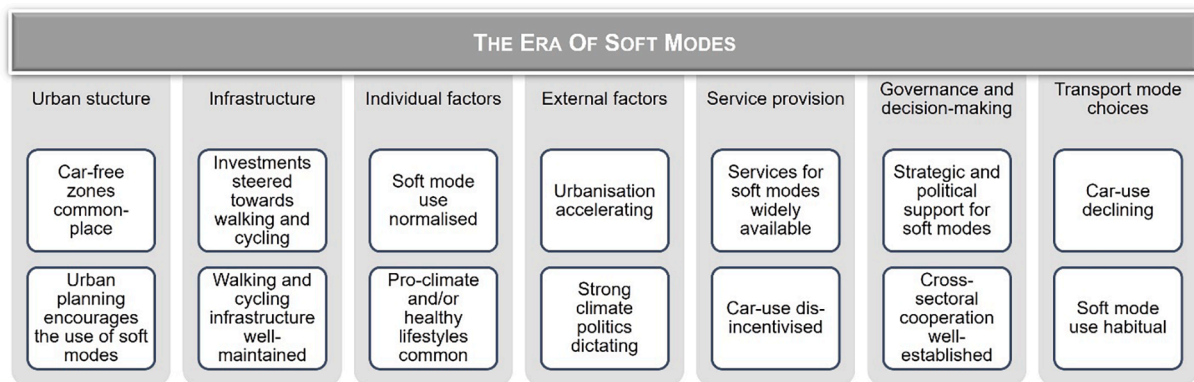 THE ERA OF SOFT MODES
Urban stucture
Car-free
zones
common-
place
Urban
planning
encourages
the use of soft
modes
Infrastructure
Investments
steered
towards
walking and
cycling
Walking and
cycling
infrastructure
well-
maintained
Individual factors
Soft mode
use
normalised
Pro-climate
and/or
healthy
lifestyles
common
External factors
Urbanisation
accelerating
Strong
climate
politics
dictating
Service provision
Services for
soft modes
widely
available
Car-use dis-
incentivised
Governance and
decision-making
Strategic and
political
support for
soft modes
Cross-
sectoral
cooperation
well-
established
Transport mode
choices
Car-use
declining
Soft mode
use habitual